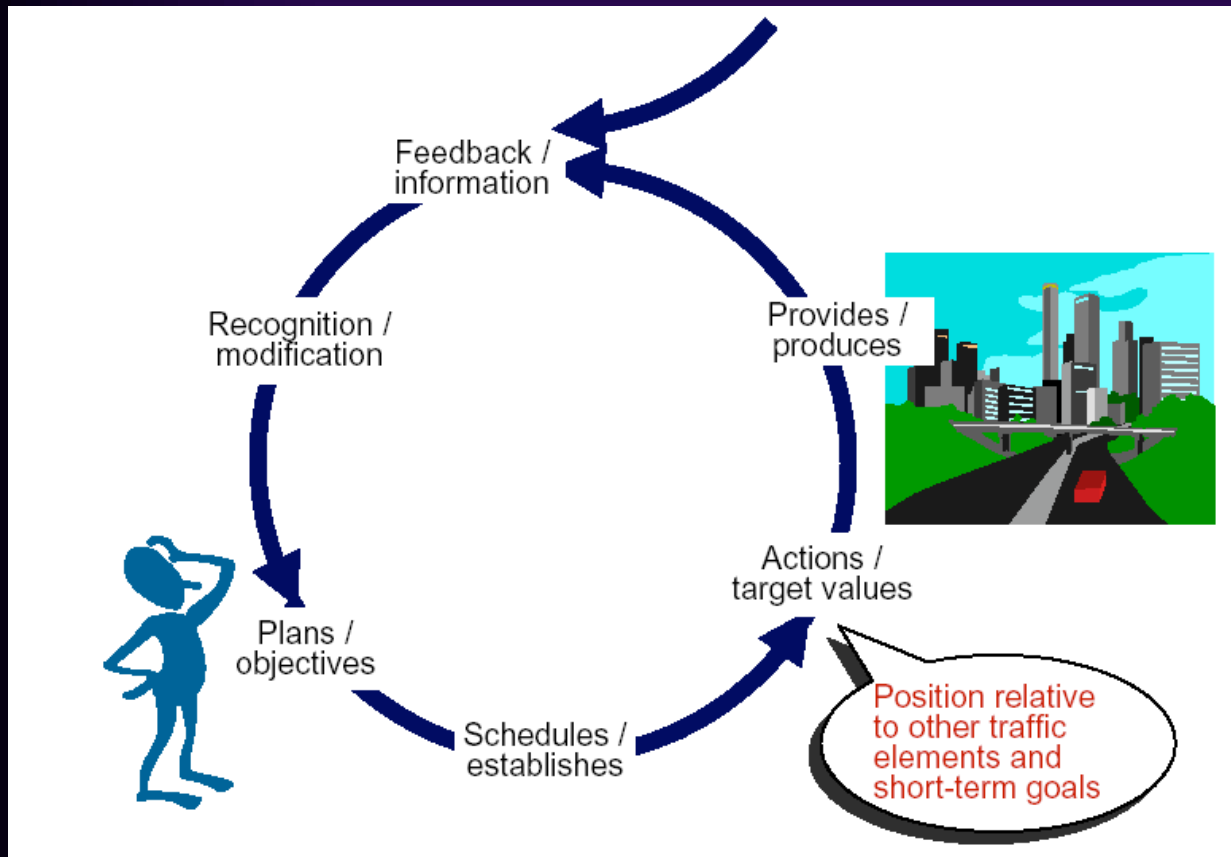 Feedback /
information
Recognition /
modification
Provides /
produces
Actions /
target values
Plans /
objectives
Schedules /
establishes
Position relative
to other traffic
elements and
short-term goals